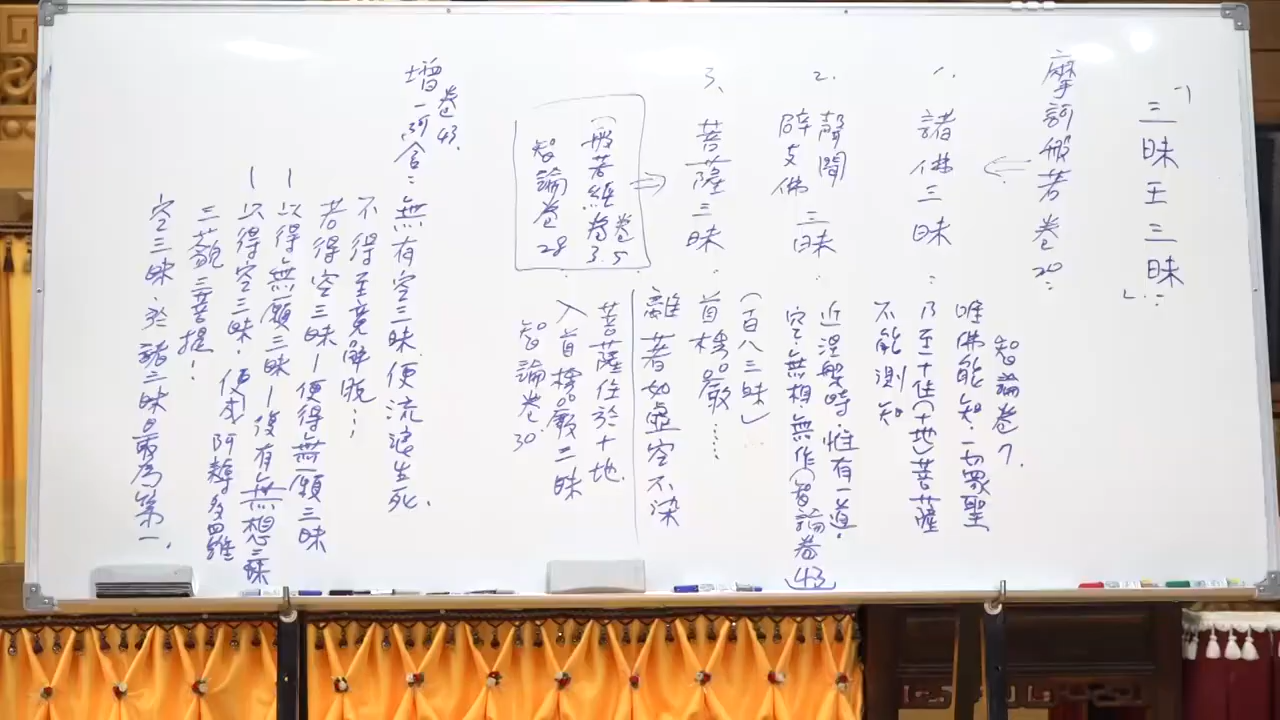 「三昧王三昧」:
摩訶般若 卷20:
1. 諸佛三昧:
智論卷7.
唯佛能知.一切眾聖
乃至十住(十地)菩薩
不能測知
2. 聲聞
辟支佛
三昧:
近涅槃時.惟有一道.
空.無相.無作(智論卷43)
3、菩薩三昧:
(百八三昧)
首楞嚴……
離著如虛空不染
(般若經卷3.5
智論卷28
菩薩住於十地.
入首楞嚴三昧
智論卷30.
增一阿含:
卷43.
無有空三昧.便流浪生死.
不得至竟解脫…
若得空三昧–便得無願三昧
–以得無願三昧–復有無想三昧
–以得空三昧.便成阿耨多羅
三藐三菩提!
空三昧.於諸三昧最為第一.